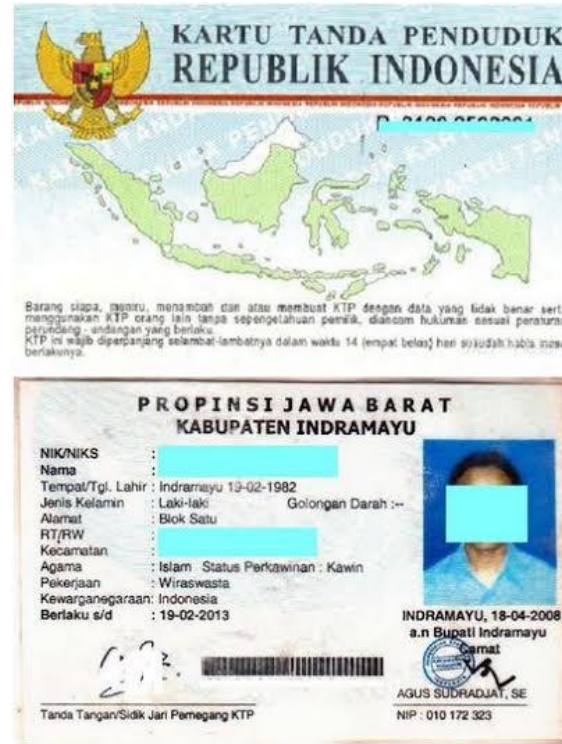 KARTU TANDA PENDUDUK
REPUBLIK INDONESIA
Barang siapa, meniru, menambah dan atau membuat KTP dengan data yang tidak benar sert
menggunakan KTP orang lain tanpa sepengetahuan pemilik, diancam hukuman sesuai peratura
perundang - undangan yang berlaku.
KTP ini wajib diperpanjang selambat-lambatnya dalam waktu 14 (empat belas) hari sesudah habis masa
berlakunya.
PROPINSI JAWA BARAT
KABUPATEN INDRAMAYU
NIK/NIKS :
Nama :
Tempat/Tgl. Lahir : Indramayu 19-02-1982
Jenis Kelamin : Laki-laki Golongan Darah :--
Alamat : Blok Satu
RT/RW :
Kecamatan :
Agama : Islam Status Perkawinan : Kawin
Pekerjaan : Wiraswasta
Kewarganegaraan: Indonesia
Berlaku s/d : 19-02-2013
INDRAMAYU, 18-04-2008
a.n Bupati Indramayu
Camat
AGUS SUDRADJAT, SE
NIP : 010 172 323
Tanda Tangan/Sidik Jari Pemegang KTP